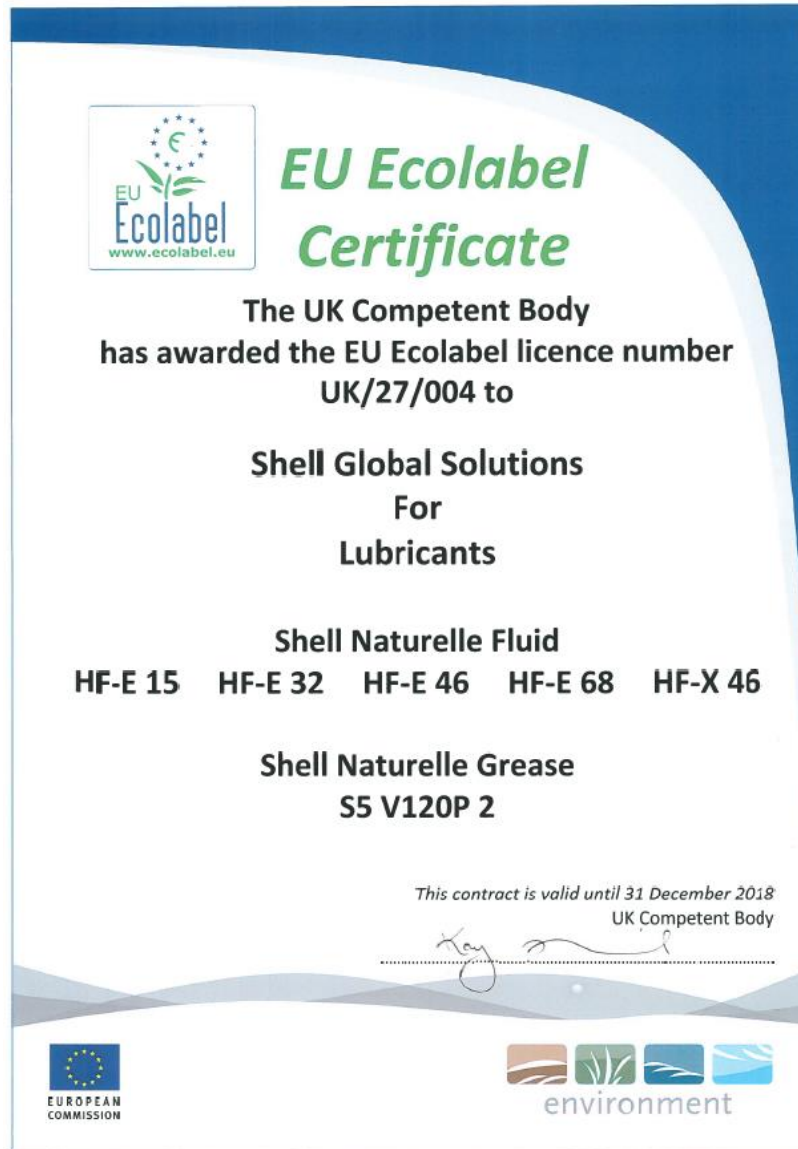 EU
Ecolabel
www.ecolabel.eu
EU Ecolabel
Certificate
The UK Competent Body
has awarded the EU Ecolabel licence number
UK/27/004 to
Shell Global Solutions
For
Lubricants
Shell Naturelle Fluid
HF-E 15 HF-E 32 HF-E 46 HF-E 68 HF-X 46
Shell Naturelle Grease
S5 V120P 2
This contract is valid until 31 December 2018
UK Competent Body
Kay
EUROPEAN
COMMISSION
environment